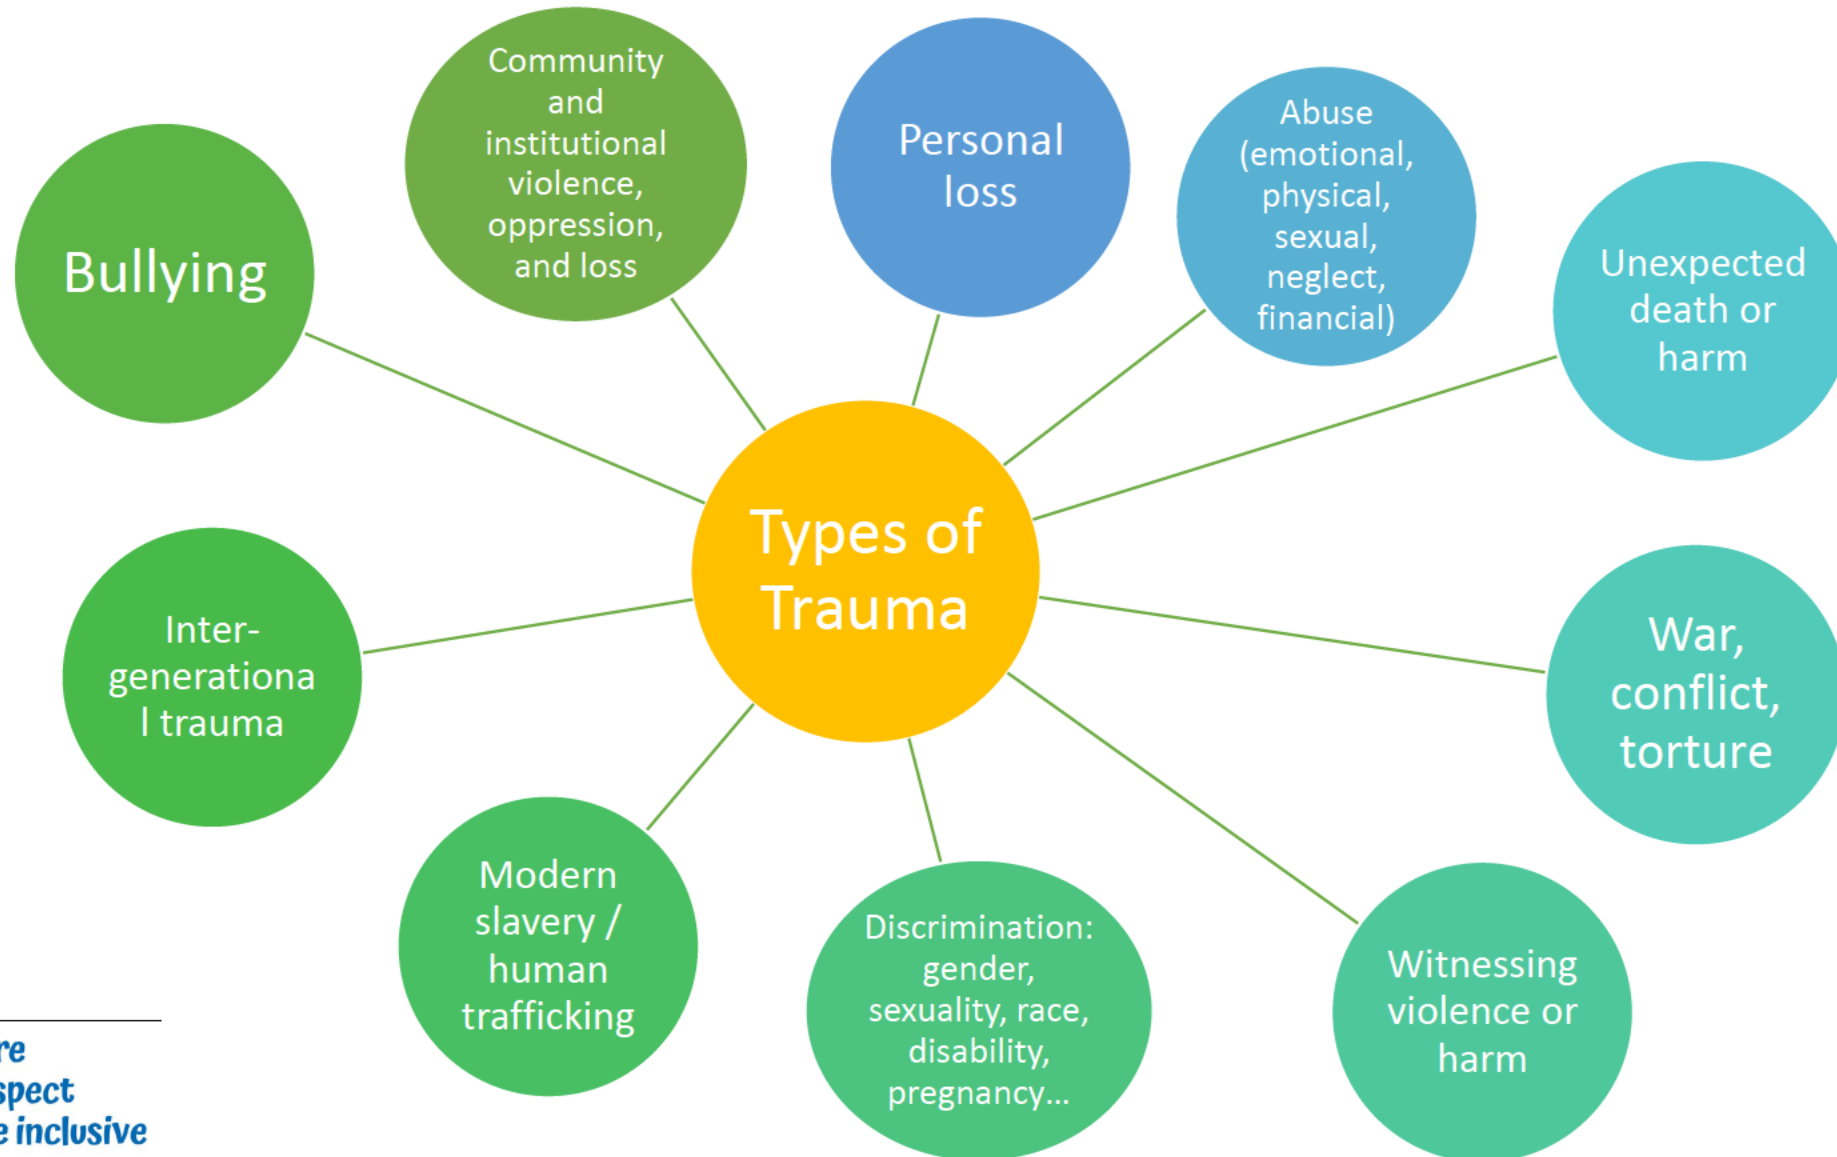 Community
and
institutional
violence,
oppression,
and loss
Personal
loss
Abuse
(emotional,
physical,
sexual,
neglect,
financial)
Bullying
Unexpected
death or
harm
Types of
Trauma
Inter-
generationa
l trauma
War,
conflict,
torture
Modern
slavery /
human
trafficking
Discrimination:
gender,
sexuality, race,
disability,
pregnancy...
Witnessing
violence or
harm
re
spect
e inclusive